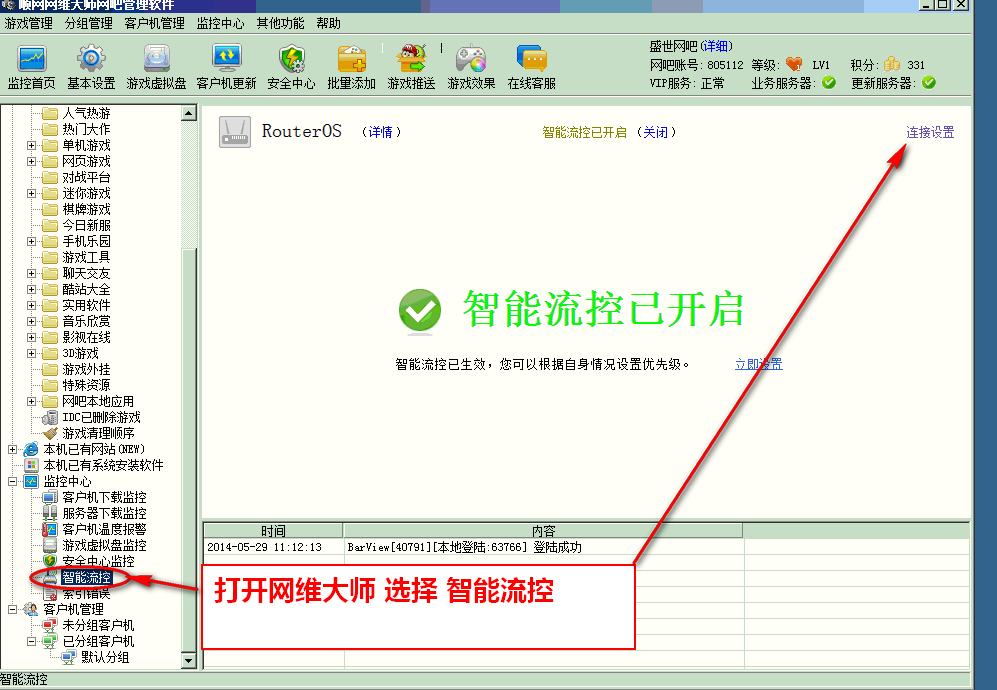 顺网网维大师网吧管理软件
游戏管理 分组管理 客户机管理 监控中心 其他功能 帮助
监控首页 基本设置 游戏虚拟盘 客户机更新 安全中心 批量添加 游戏推送 游戏效果 在线客服
盛世网吧(详细)
网吧账号: 805112 等级: LV1 积分: 331
VIP服务: 正常 业务服务器: 更新服务器:
人气热游
热门大作
单机游戏
网页游戏
对战平台
迷你游戏
棋牌游戏
今日新服
手机乐园
游戏工具
聊天交友
酷站大全
实用软件
音乐欣赏
影视在线
3D游戏
游戏外挂
特殊资源
网吧本地应用
IDC已删除游戏
游戏清理顺序
本机已有网站(NEW)
本机已有系统安装软件
监控中心
客户机下载监控
服务器下载监控
客户机温度报警
游戏虚拟盘监控
安全中心监控
智能流控
索引错误
客户机管理
未分组客户机
已分组客户机
默认分组
RouterOS (详情) 智能流控已开启 (关闭) 连接设置
智能流控已开启
智能流控已生效，您可以根据自身情况设置优先级。 立即设置
时间 内容
2014-05-29 11:12:13 BarView[40791][本地登陆:63766] 登陆成功
打开网维大师 选择 智能流控
智能流控